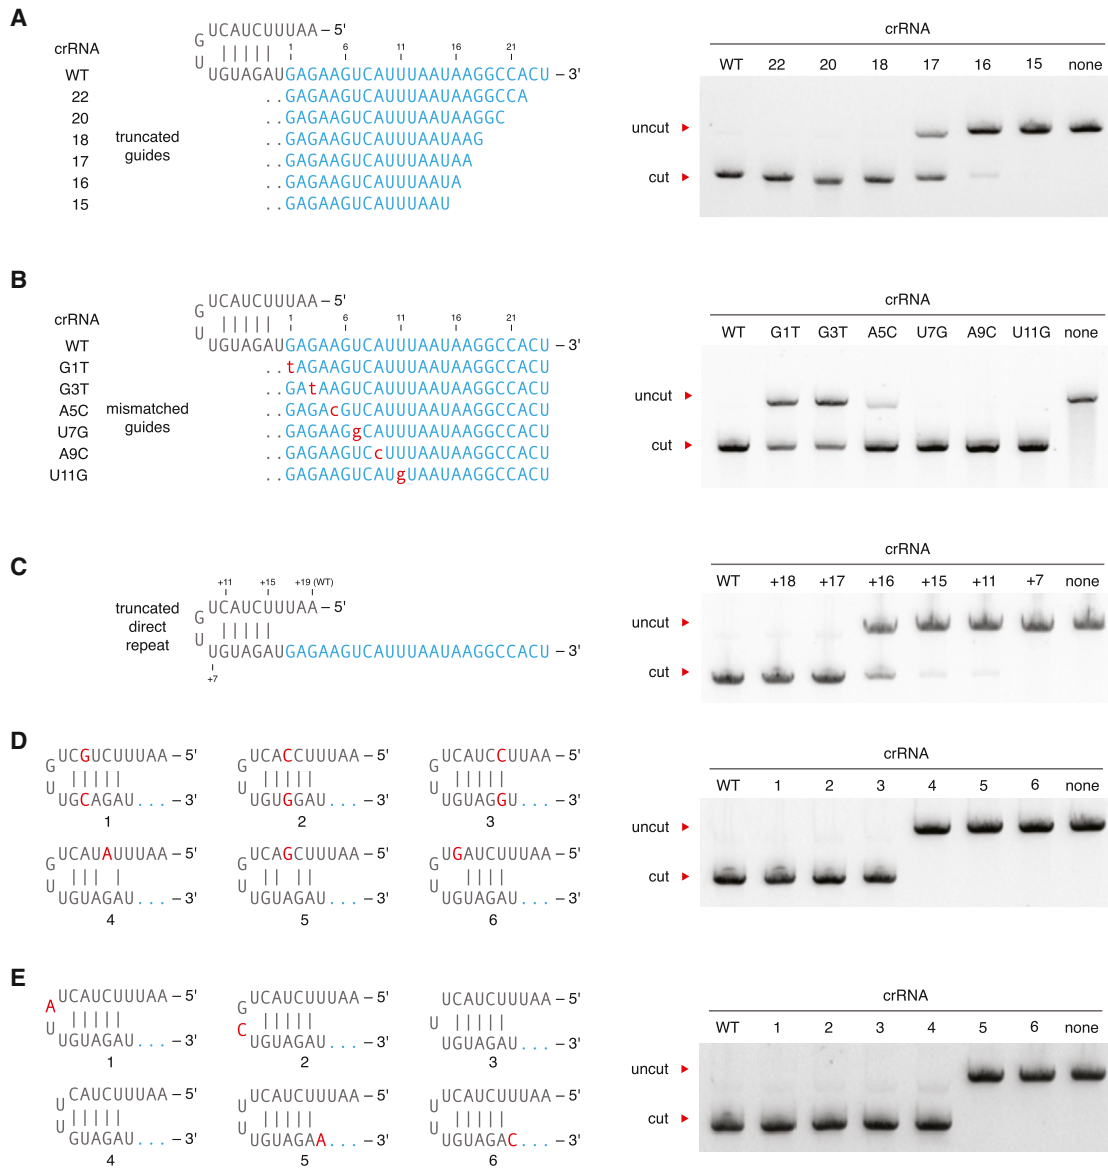 A
UCAUCUUUAA – 5'
G
crRNA
1 6 11 16 21
U
WT UGUAGAUGAGAAGUCAUUUAAUAAGGCCACU – 3'
22 ..GAGAAGUCAUUUAAUAAGGCCA
20 ..GAGAAGUCAUUUAAUAAGGC
18 ..GAGAAGUCAUUUAAUAAG
truncated
guides
17 ..GAGAAGUCAUUUAAUAA
16 ..GAGAAGUCAUUUAAUA
15 ..GAGAAGUCAUUUAAU
crRNA
WT 22 20 18 17 16 15 none
uncut
cut
B
UCAUCUUUAA – 5'
G
crRNA
1 6 11 16 21
U
WT UGUAGAUGAGAAGUCAUUUAAUAAGGCCACU – 3'
G1T ..tAGAAGUCAUUUAAUAAGGCCACU
G3T ..GAtAAGUCAUUUAAUAAGGCCACU
A5C ..GAGAcGUCAUUUAAUAAGGCCACU
mismatched
guides
U7G ..GAGAAGgCAUUUAAUAAGGCCACU
A9C ..GAGAAGUCcUUUAAUAAGGCCACU
U11G ..GAGAAGUCAUgUAAUAAGGCCACU
crRNA
WT G1T G3T A5C U7G A9C U11G none
uncut
cut
C
+11 +15 +19 (WT)
truncated
direct
repeat
UCAUCUUUAA – 5'
G
U
UGUAGAUGAGAAGUCAUUUAAUAAGGCCACU – 3'
+7
crRNA
WT +18 +17 +16 +15 +11 +7 none
uncut
cut
D
UCGUCUUUAA – 5'
G
U
UGCAGAU... – 3'
1
UCACCUUUAA – 5'
G
U
UGUGGAU... – 3'
2
UCAUCCUUAA – 5'
G
U
UGUAGGU... – 3'
3
UCAUAUUUAA – 5'
G
U
UGUAGAU... – 3'
4
UCAGCUUUAA – 5'
G
U
UGUAGAU... – 3'
5
UGAUCUUUAA – 5'
G
U
UGUAGAU... – 3'
6
crRNA
WT 1 2 3 4 5 6 none
uncut
cut
E
UCAUCUUUAA – 5'
A
U
UGUAGAU... – 3'
1
UCAUCUUUAA – 5'
G
C
UGUAGAU... – 3'
2
UCAUCUUUAA – 5'
U
UGUAGAU... – 3'
3
CAUCUUUAA – 5'
U
U
GUAGAU... – 3'
4
UCAUCUUUAA – 5'
U
U
UGUAGAA... – 3'
5
UCAUCUUUAA – 5'
U
U
UGUAGAC... – 3'
6
crRNA
WT 1 2 3 4 5 6 none
uncut
cut